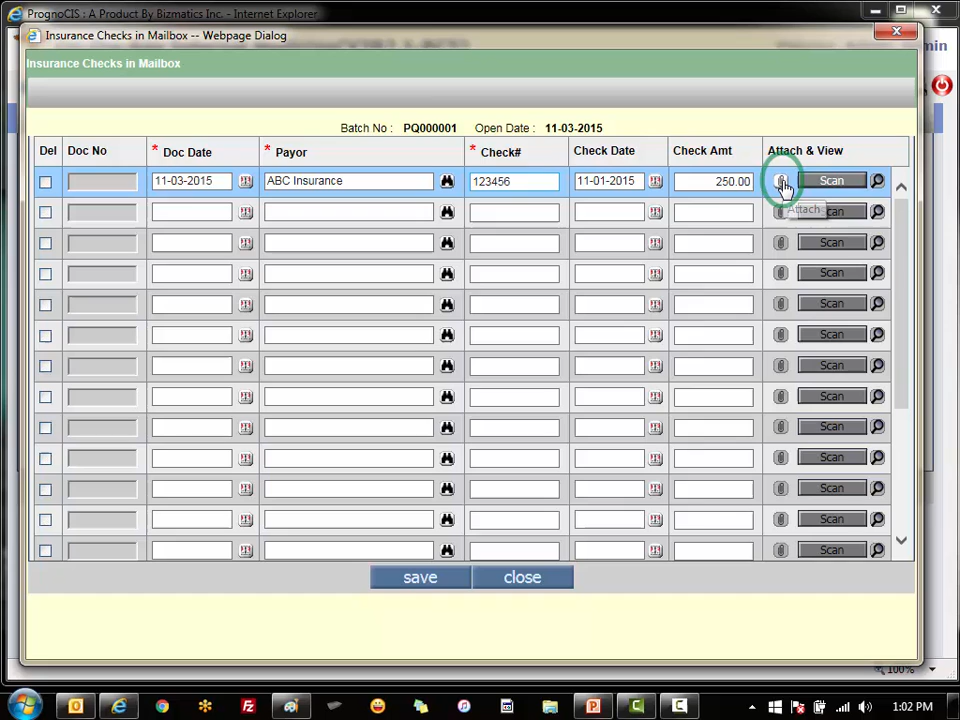 PrognoCIS : A Product By Bizmatics Inc. - Internet Explorer
Insurance Checks in Mailbox -- Webpage Dialog
min
Insurance Checks in Mailbox
Batch No : PQ000001 Open Date : 11-03-2015
Del Doc No * Doc Date * Payor * Check# Check Date Check Amt Attach & View
11-03-2015 ABC Insurance 123456 11-01-2015 250.00 Scan
Attach Scan
Scan
Scan
Scan
Scan
Scan
Scan
Scan
Scan
Scan
Scan
Scan
save close
100%
1:02 PM